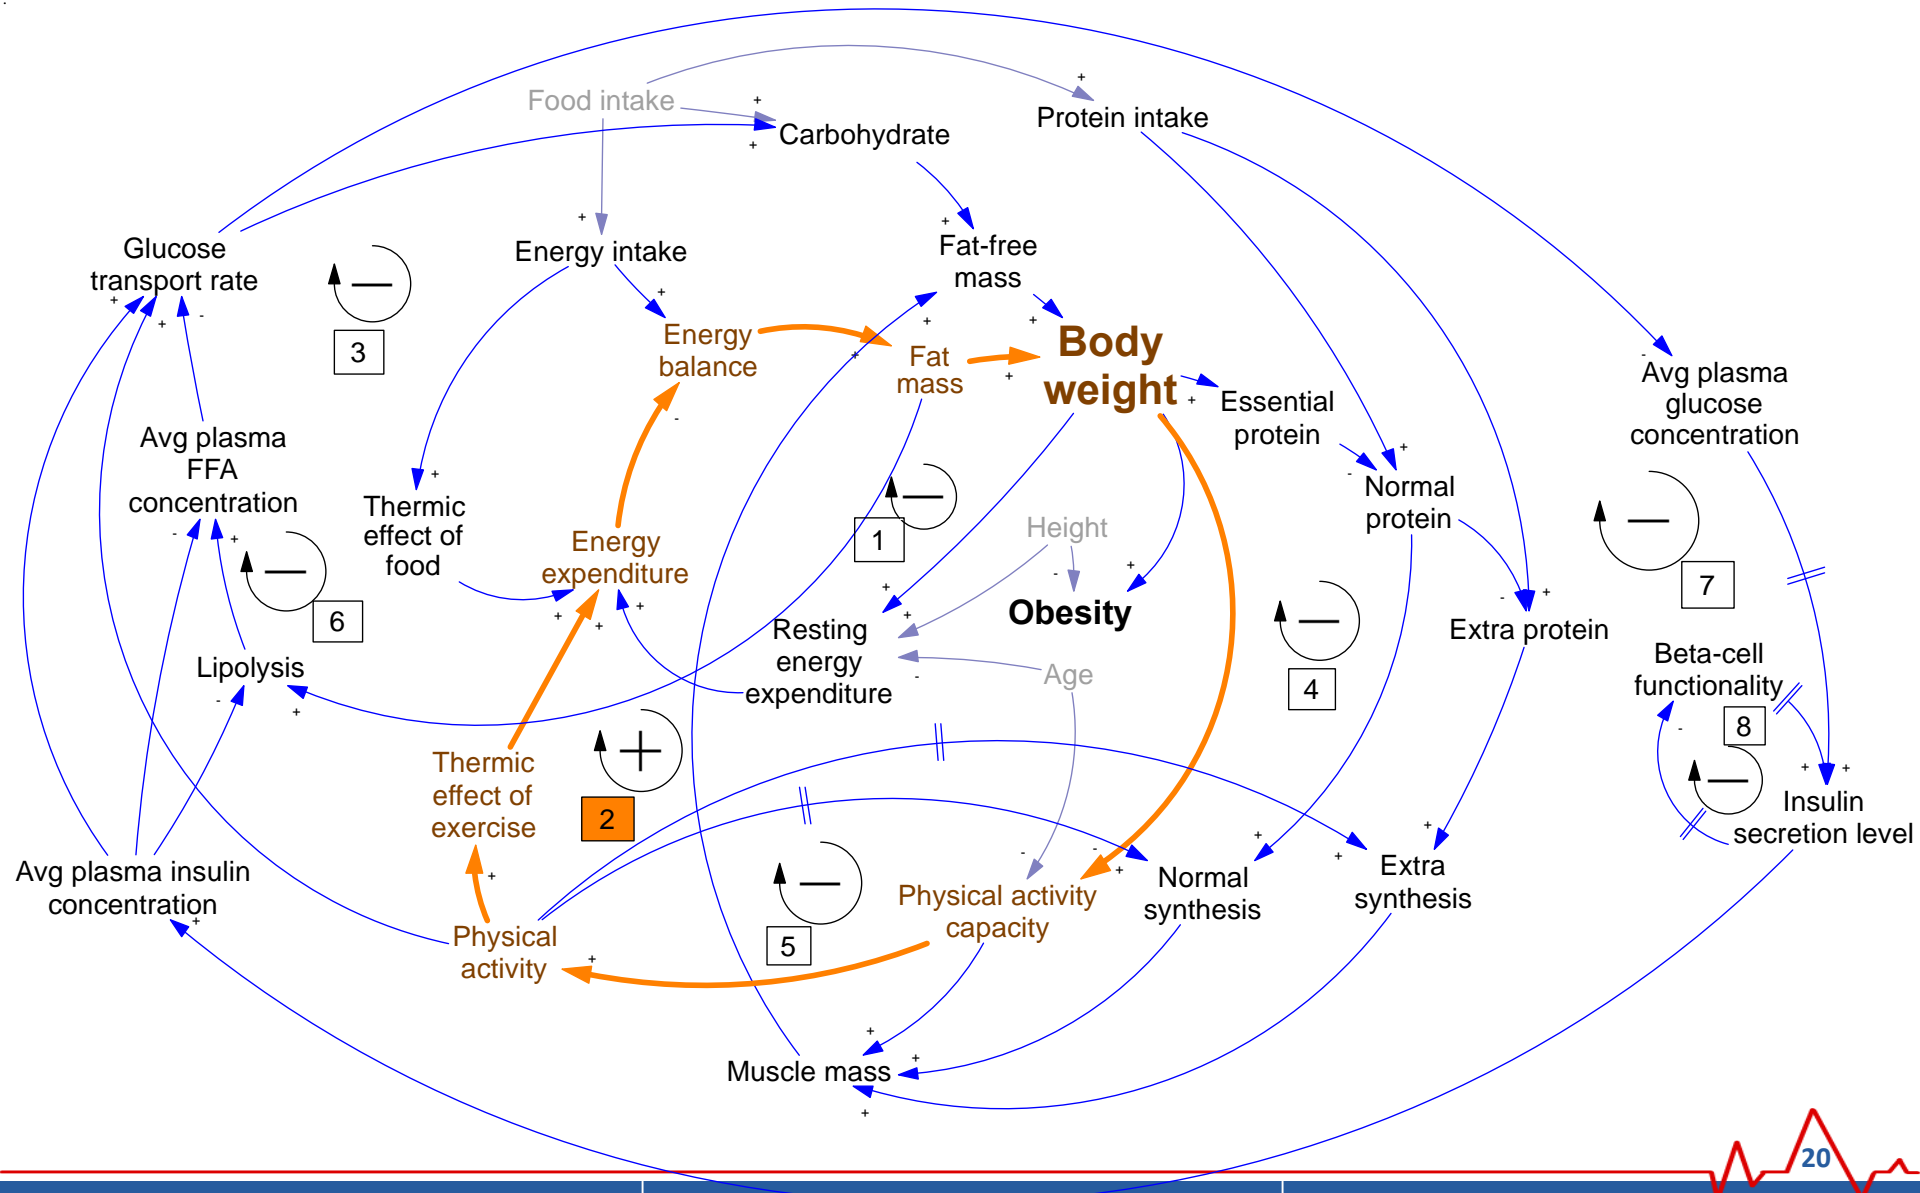 Food intake
Protein intake
Carbohydrate
Glucose
transport rate
Energy intake
Fat-free
mass
3
Energy
balance
Fat
mass
Body
weight
Essential
protein
Avg plasma
glucose
concentration
Avg plasma
FFA
concentration
Thermic
effect of
food
Energy
expenditure
1
Height
Normal
protein
7
6
Obesity
Resting
energy
expenditure
Extra protein
Lipolysis
Age
4
Beta-cell
functionality
8
Thermic
effect of
exercise
2
Insulin
secretion level
Avg plasma insulin
concentration
Physical activity
capacity
Normal
synthesis
Extra
synthesis
Physical
activity
5
Muscle mass
20